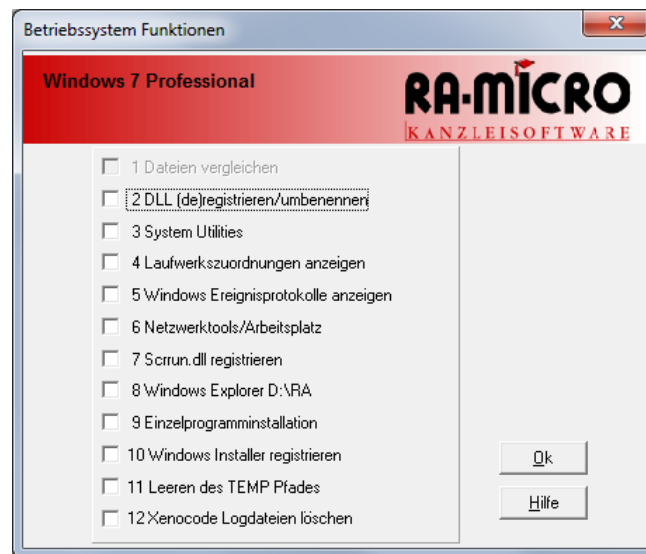 Betriebssystem Funktionen
Windows 7 Professional
RA-MICRO
KANZLEISOFTWARE
1 Dateien vergleichen
2 DLL (de)registrieren/umbenennen
3 System Utilities
4 Laufwerkszuordnungen anzeigen
5 Windows Ereignisprotokolle anzeigen
6 Netzwerktools/Arbeitsplatz
7 Scrrun.dll registrieren
8 Windows Explorer D:\RA
9 Einzelprogramminstallation
10 Windows Installer registrieren
11 Leeren des TEMP Pfades
12 Xenocode Logdateien löschen
Ok
Hilfe